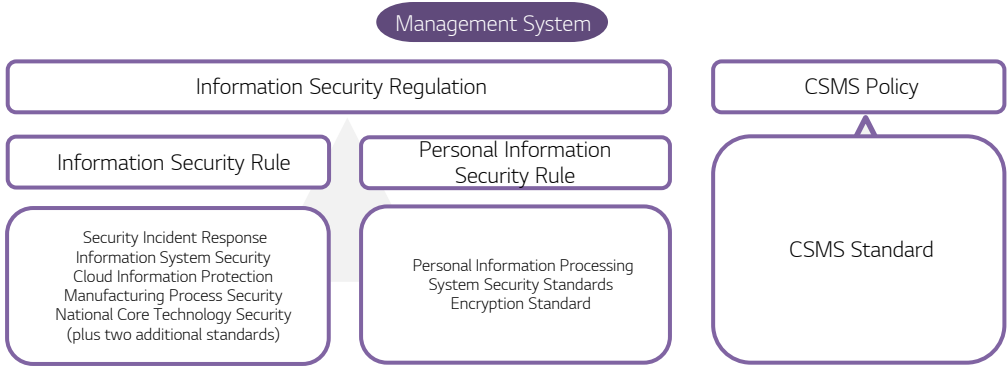 Management System
Information Security Regulation
CSMS Policy
Information Security Rule
Personal Information
Security Rule
Security Incident Response
Information System Security
Cloud Information Protection
Manufacturing Process Security
National Core Technology Security
(plus two additional standards)
Personal Information Processing
System Security Standards
Encryption Standard
CSMS Standard